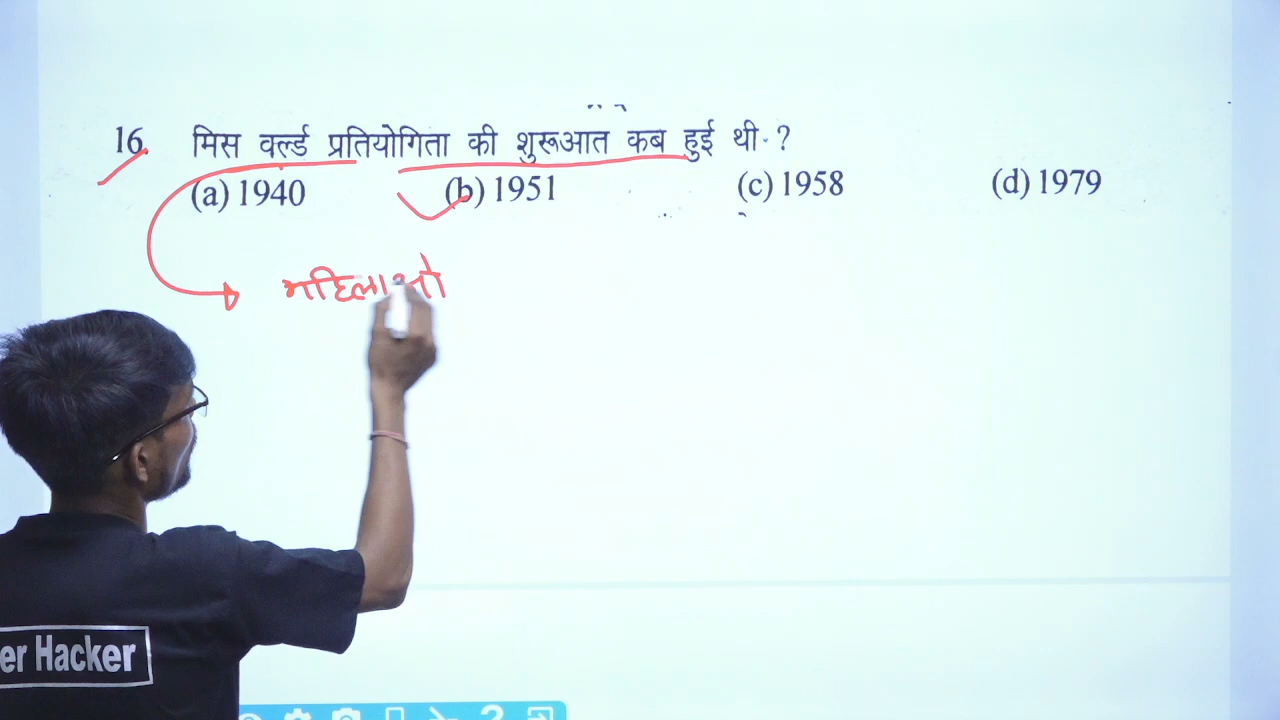 16. मिस वर्ल्ड प्रतियोगिता की शुरूआत कब हुई थी ?
(a) 1940 (b) 1951 (c) 1958 (d) 1979
महिलाओ
er Hacker